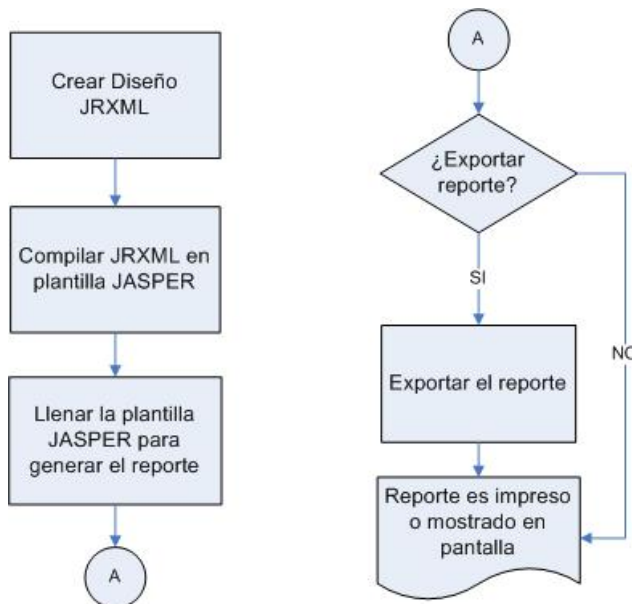 Crear Diseño
JRXML
Compilar JRXML en
plantilla JASPER
Llenar la plantilla
JASPER para
generar el reporte
A
A
¿Exportar
reporte?
SI
NO
Exportar el reporte
Reporte es impreso
o mostrado en
pantalla